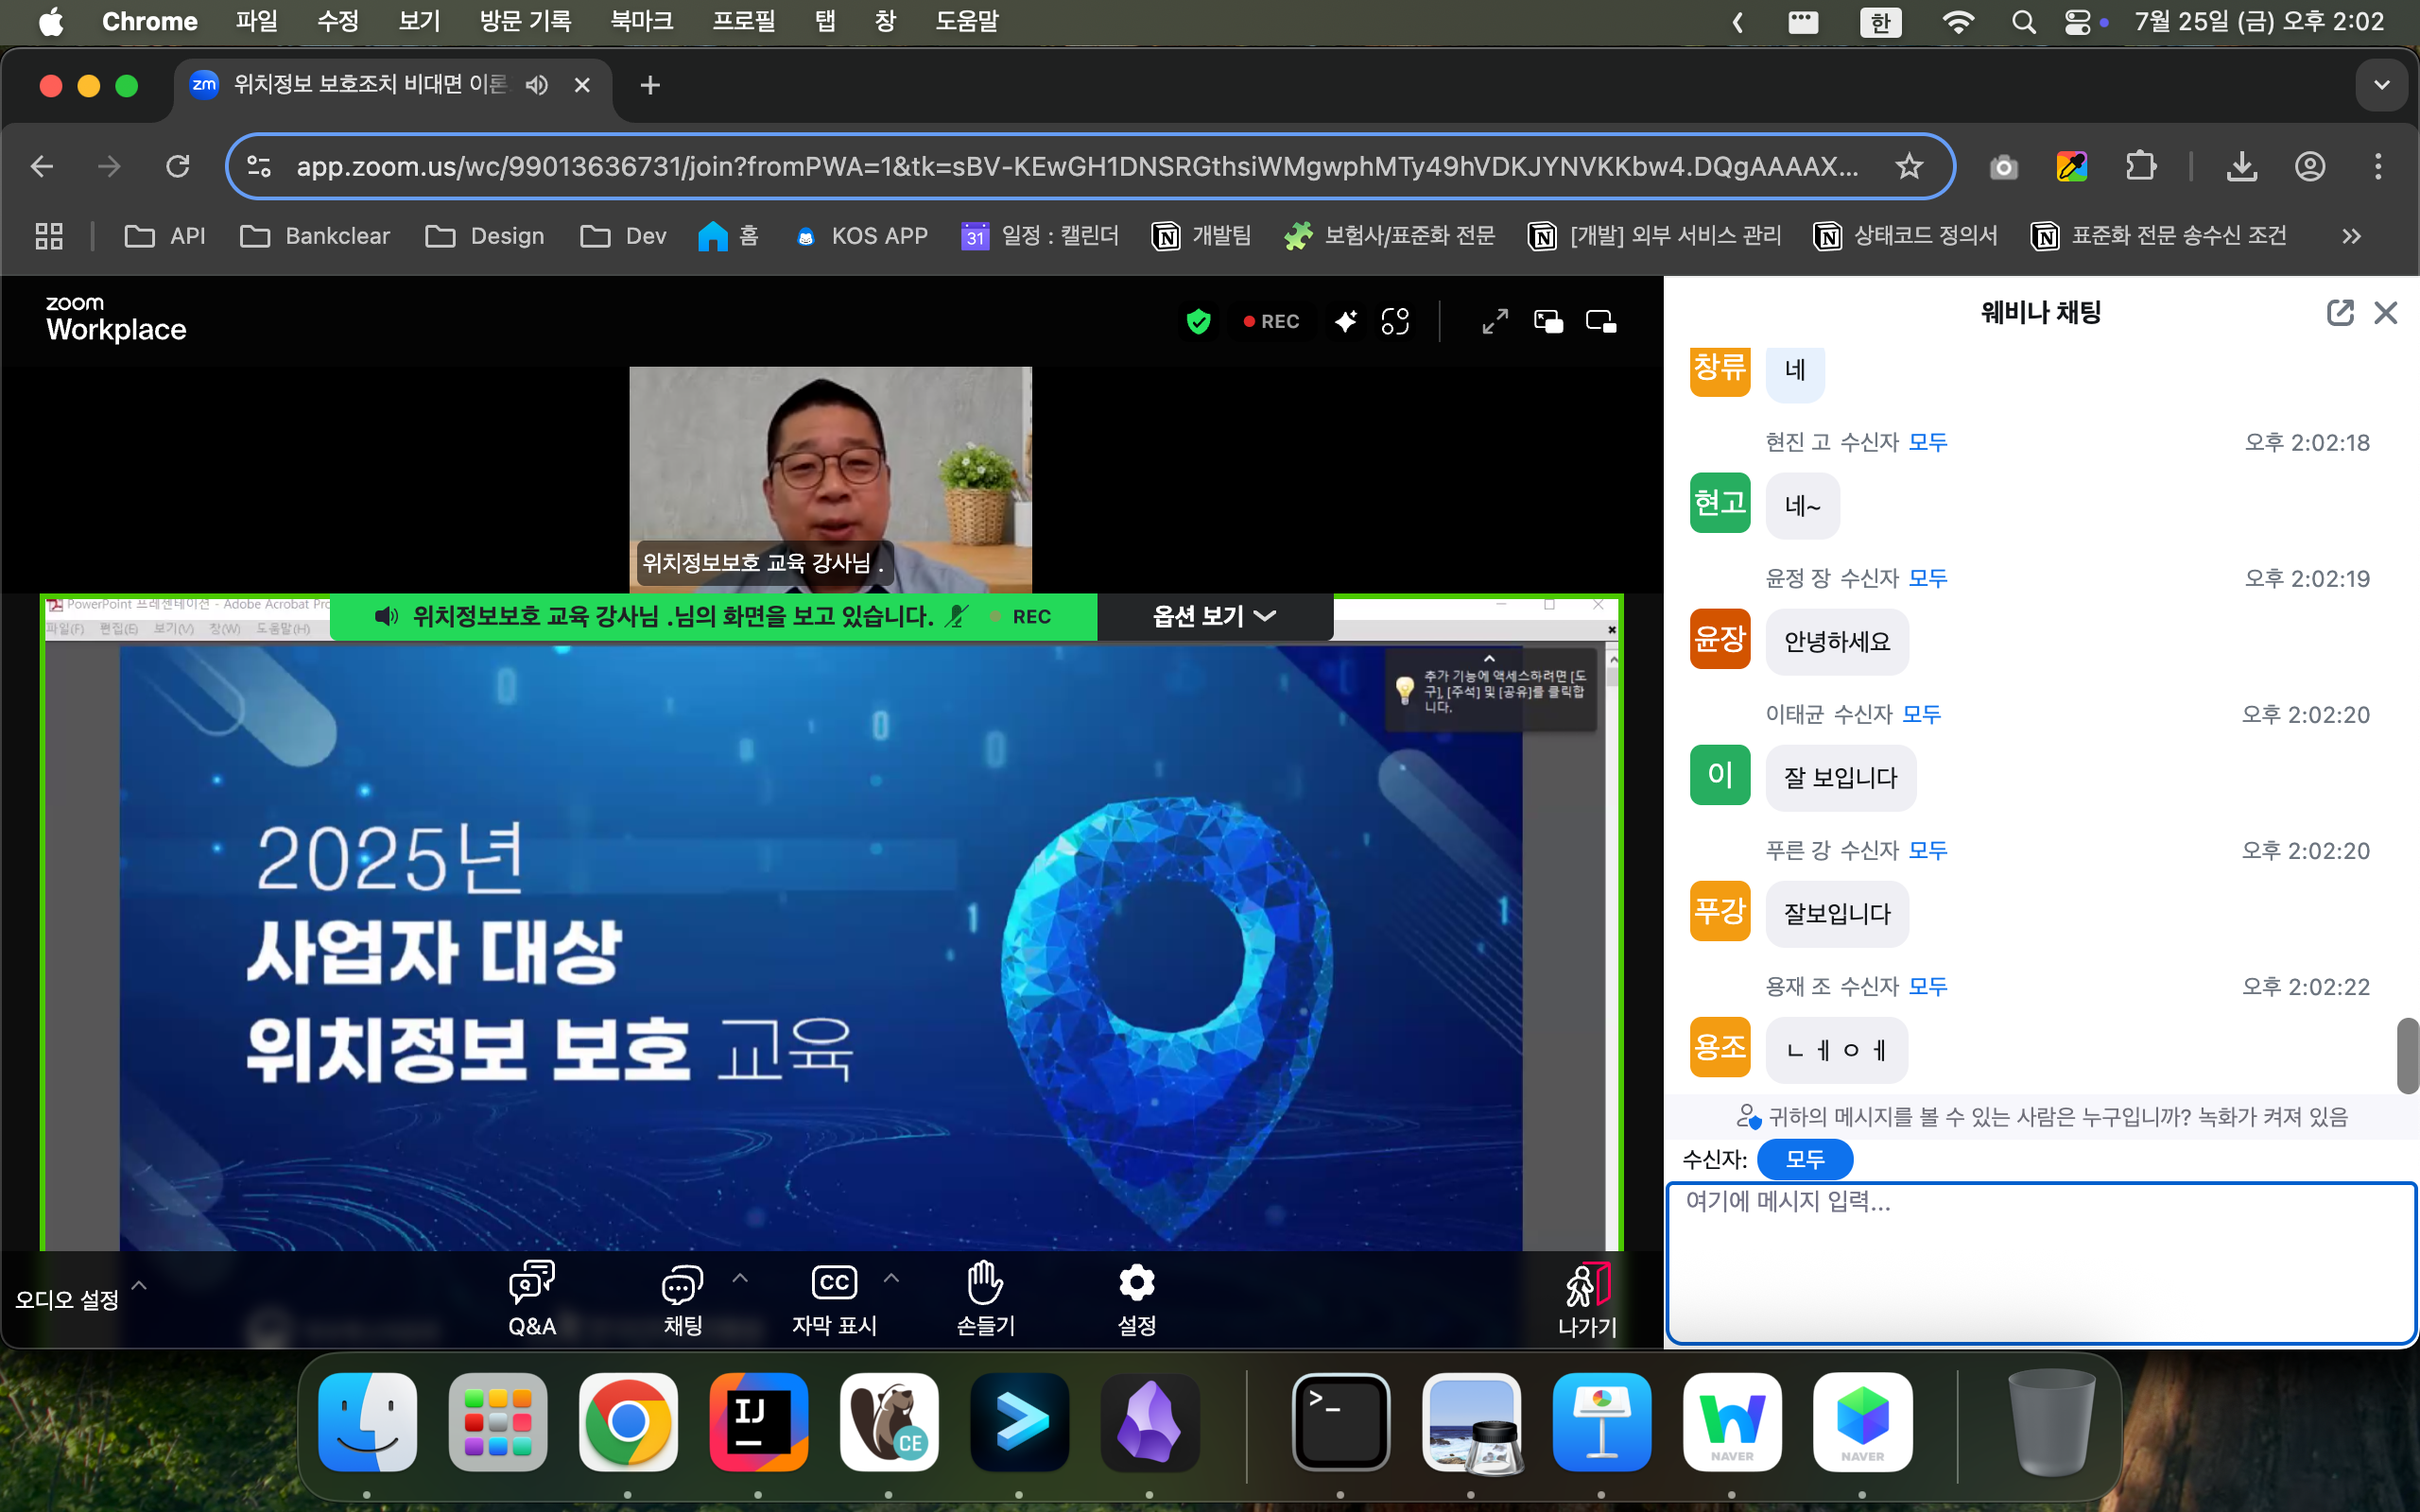 Chrome 파일 수정 보기 방문 기록 북마크 프로필 탭 창 도움말 한 7월 25일 (금) 오후 2:02
zm 위치정보 보호조치 비대면 이론
app.zoom.us/wc/99013636731/join?fromPWA=1&tk=sBV-KEwGH1DNSRGthsiWMgwphMTy49hVDKJYNVKKbw4.DQgAAAAX...
API Bankclear Design Dev 홈 KOS APP 31 일정 : 캘린더 개발팀 보험사/표준화 전문 [개발] 외부 서비스 관리 상태코드 정의서 표준화 전문 송수신 조건
zoom
Workplace
REC
위치정보보호 교육 강사님 .
PowerPoint 프레젠테이션 - Adobe Acrobat Pro
파일(F) 편집(E) 보기(V) 창(W) 도움말(H)
위치정보보호 교육 강사님 .님의 화면을 보고 있습니다. REC
옵션 보기
추가 기능에 액세스하려면 [도
구], [주석] 및 [공유]를 클릭합
니다.
2025년
사업자 대상
위치정보 보호 교육
오디오 설정
Q&A
채팅
CC
자막 표시
손들기
설정
나가기
웨비나 채팅
창류
네
현진 고 수신자 모두 오후 2:02:18
현고
네~
윤정 장 수신자 모두 오후 2:02:19
윤장
안녕하세요
이태균 수신자 모두 오후 2:02:20
이
잘 보입니다
푸른 강 수신자 모두 오후 2:02:20
푸강
잘보입니다
용재 조 수신자 모두 오후 2:02:22
용조
ㄴㅔㅇㅔ
귀하의 메시지를 볼 수 있는 사람은 누구입니까? 녹화가 켜져 있음
수신자: 모두
여기에 메시지 입력...
IJ
CE
NAVER
NAVER